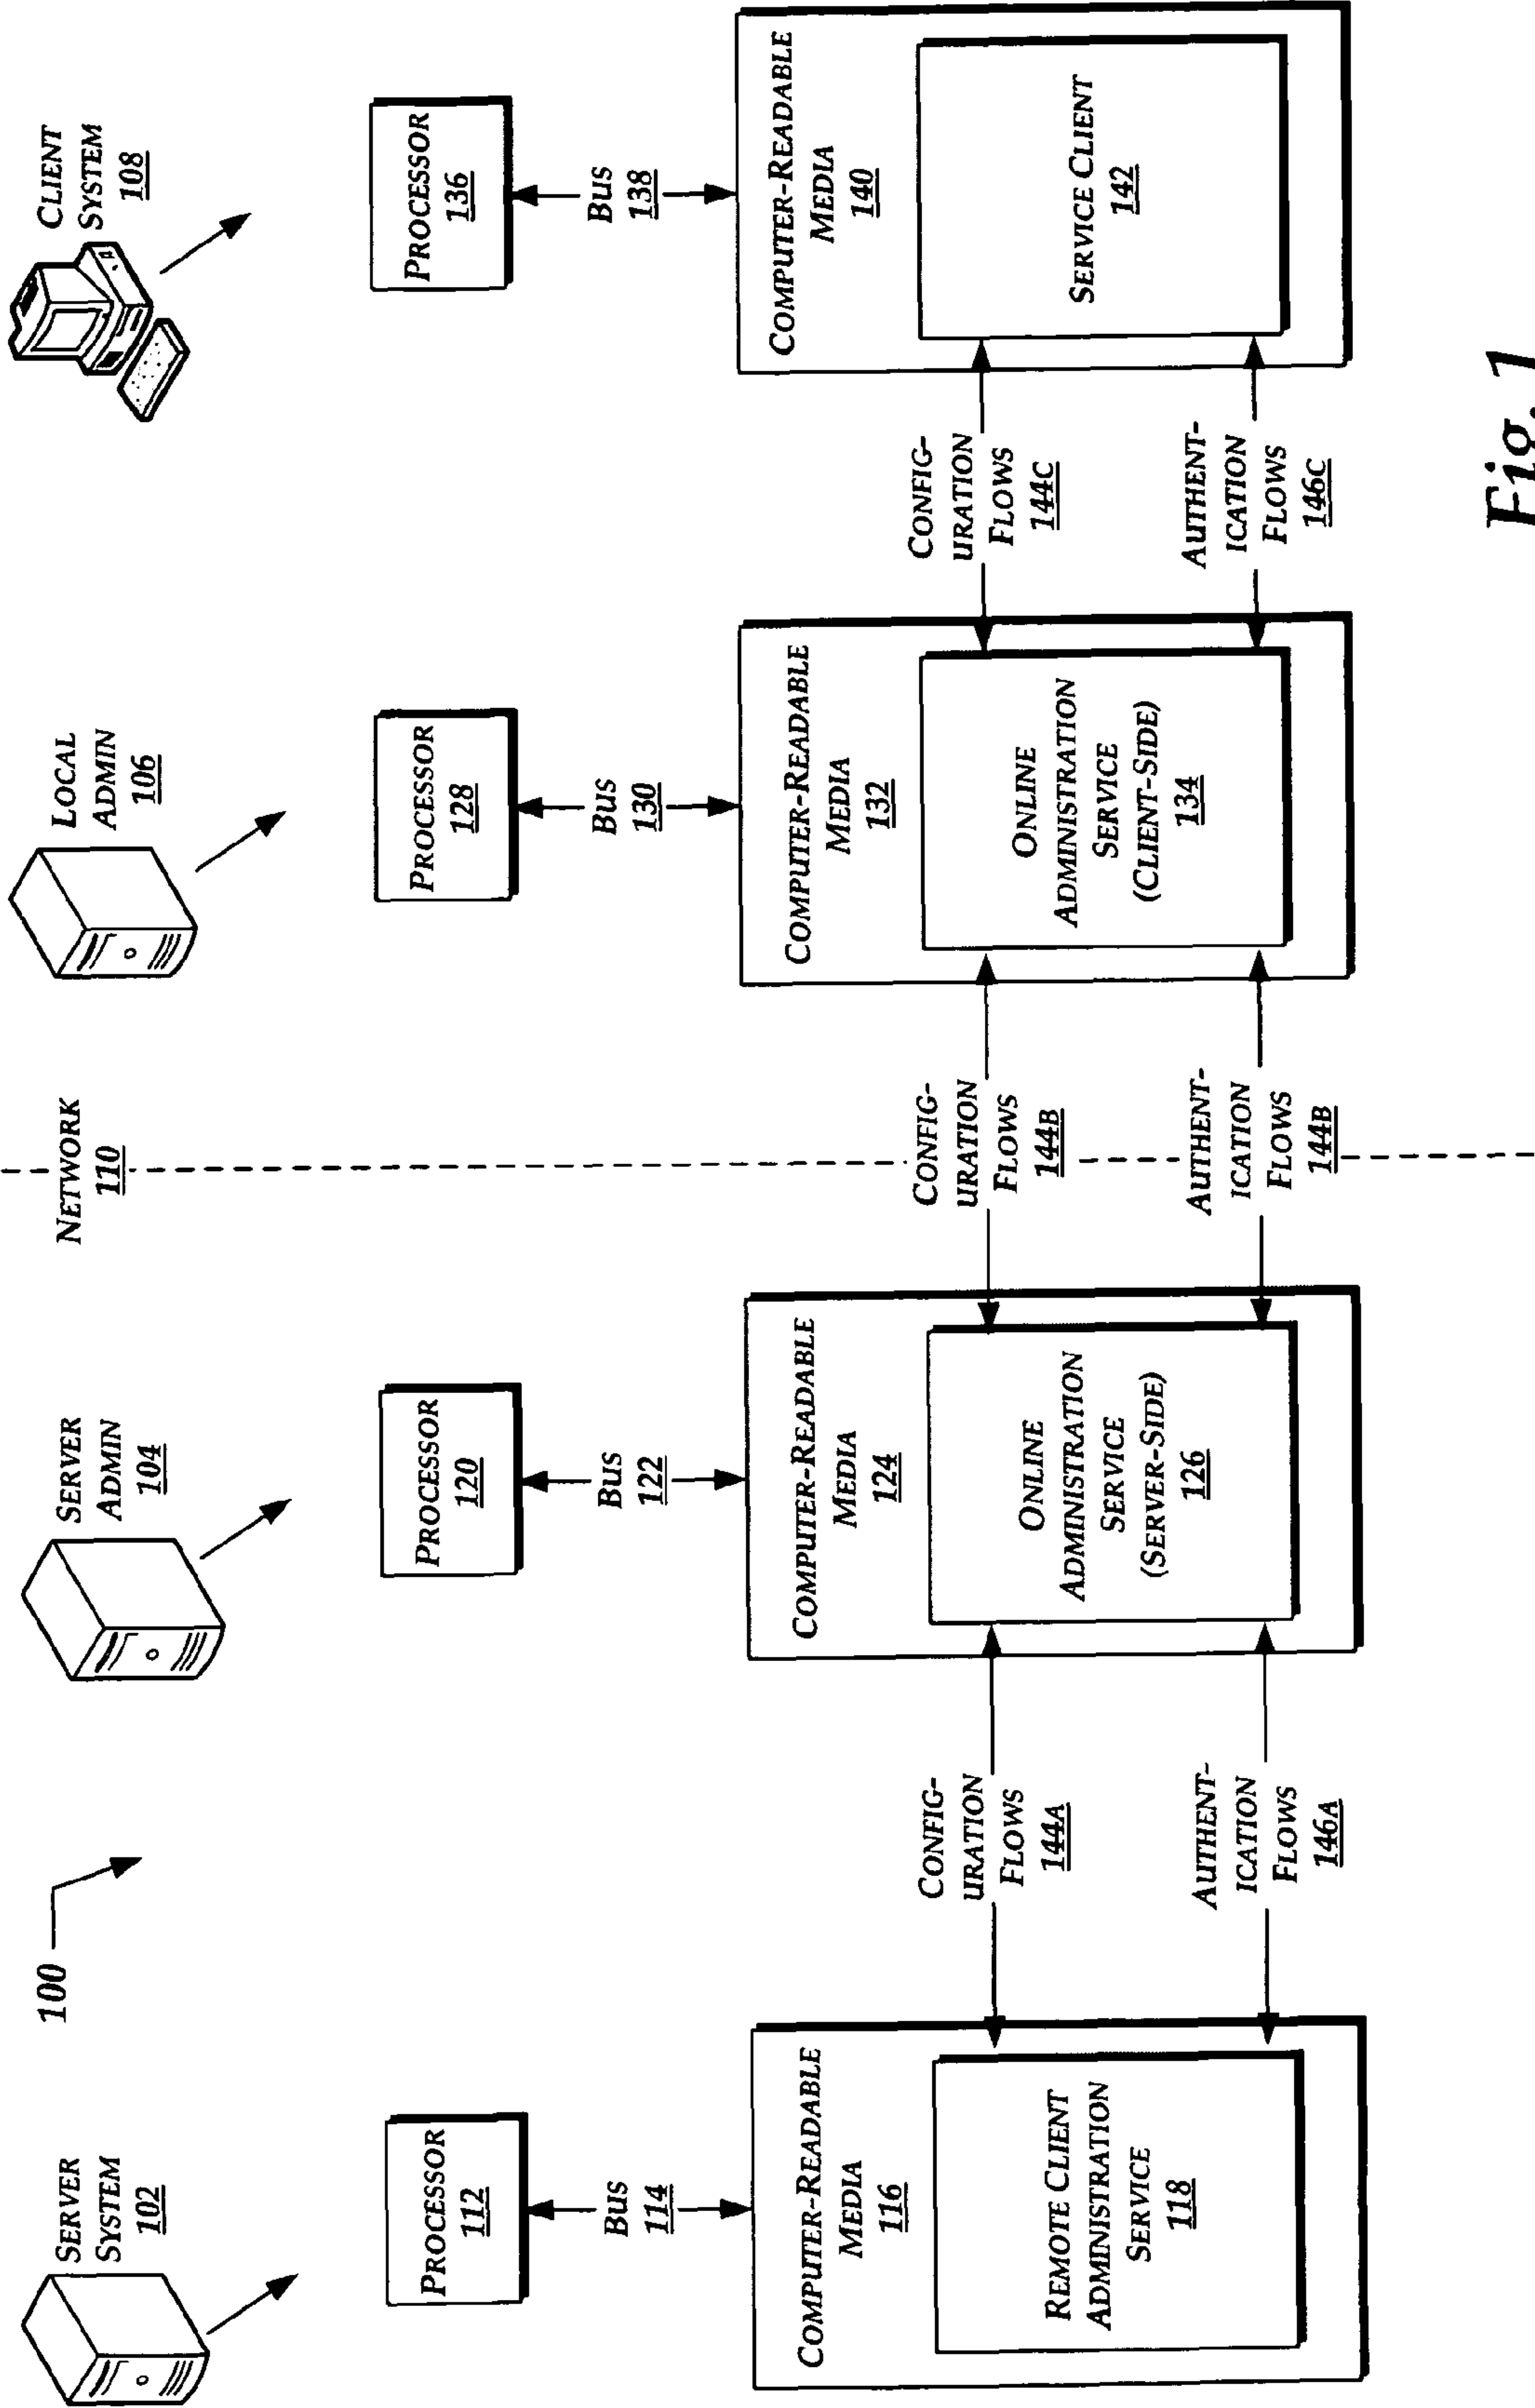 100
SERVER
SYSTEM
102
SERVER
ADMIN
104
NETWORK
110
LOCAL
ADMIN
106
CLIENT
SYSTEM
108
PROCESSOR
112
PROCESSOR
120
PROCESSOR
128
PROCESSOR
136
BUS
114
BUS
122
BUS
130
BUS
138
COMPUTER-READABLE
MEDIA
116
REMOTE CLIENT
ADMINISTRATION
SERVICE
118
CONFIG-
URATION
FLOWS
144A
AUTHENT-
ICATION
FLOWS
146A
COMPUTER-READABLE
MEDIA
124
ONLINE
ADMINISTRATION
SERVICE
(SERVER-SIDE)
126
CONFIG-
URATION
FLOWS
144B
AUTHENT-
ICATION
FLOWS
144B
COMPUTER-READABLE
MEDIA
132
ONLINE
ADMINISTRATION
SERVICE
(CLIENT-SIDE)
134
CONFIG-
URATION
FLOWS
144C
AUTHENT-
ICATION
FLOWS
146C
COMPUTER-READABLE
MEDIA
140
SERVICE CLIENT
142
Fig. 1